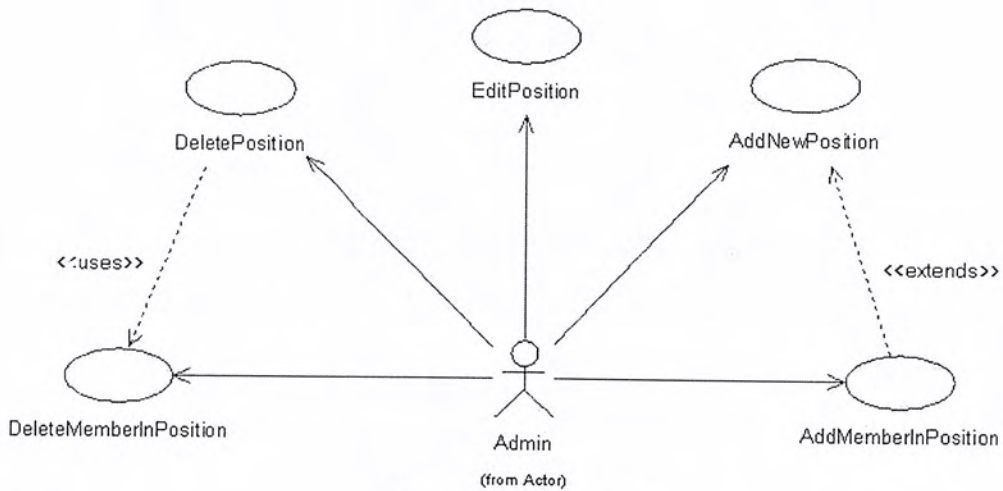 EditPosition
DeletePosition
AddNewPosition
<<uses>>
<<extends>>
DeleteMemberInPosition
Admin
AddMemberInPosition
(from Actor)